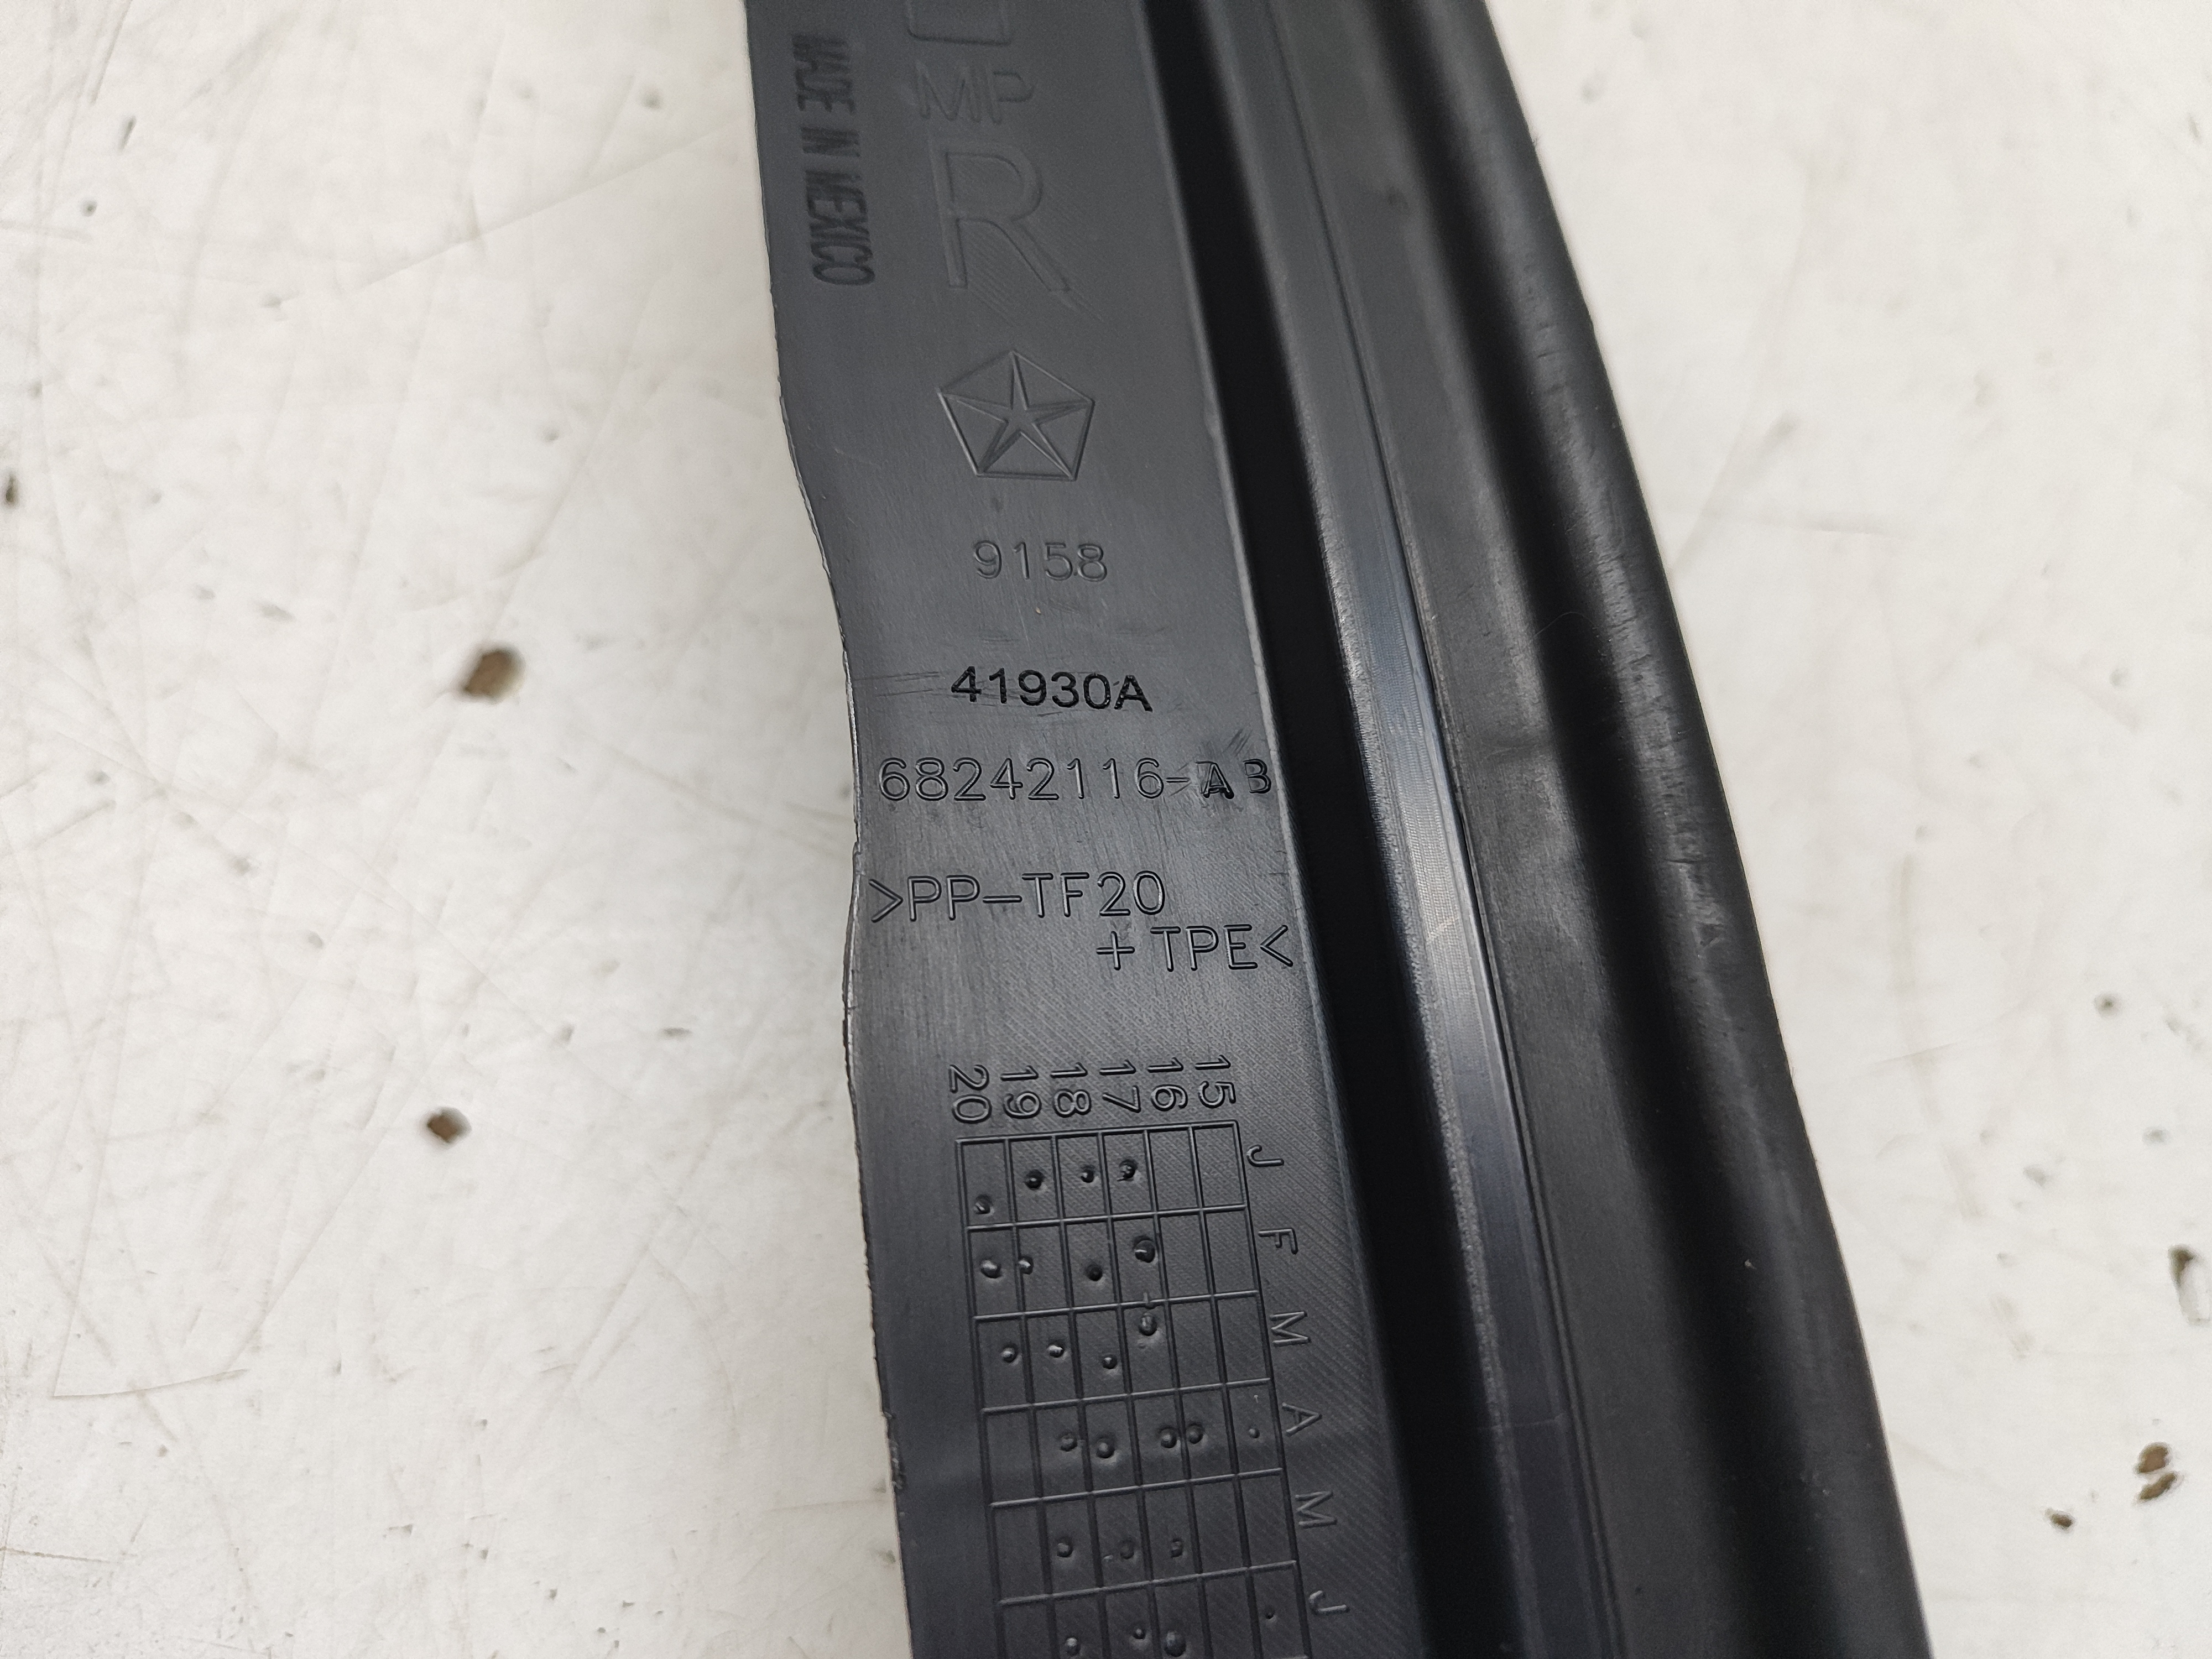 MADE IN MEXICO
MP
R
9158
41930A
68242116-AB
>PP-TF20
+TPE<
15
16
17
18
19
20
J
F
M
A
M
J